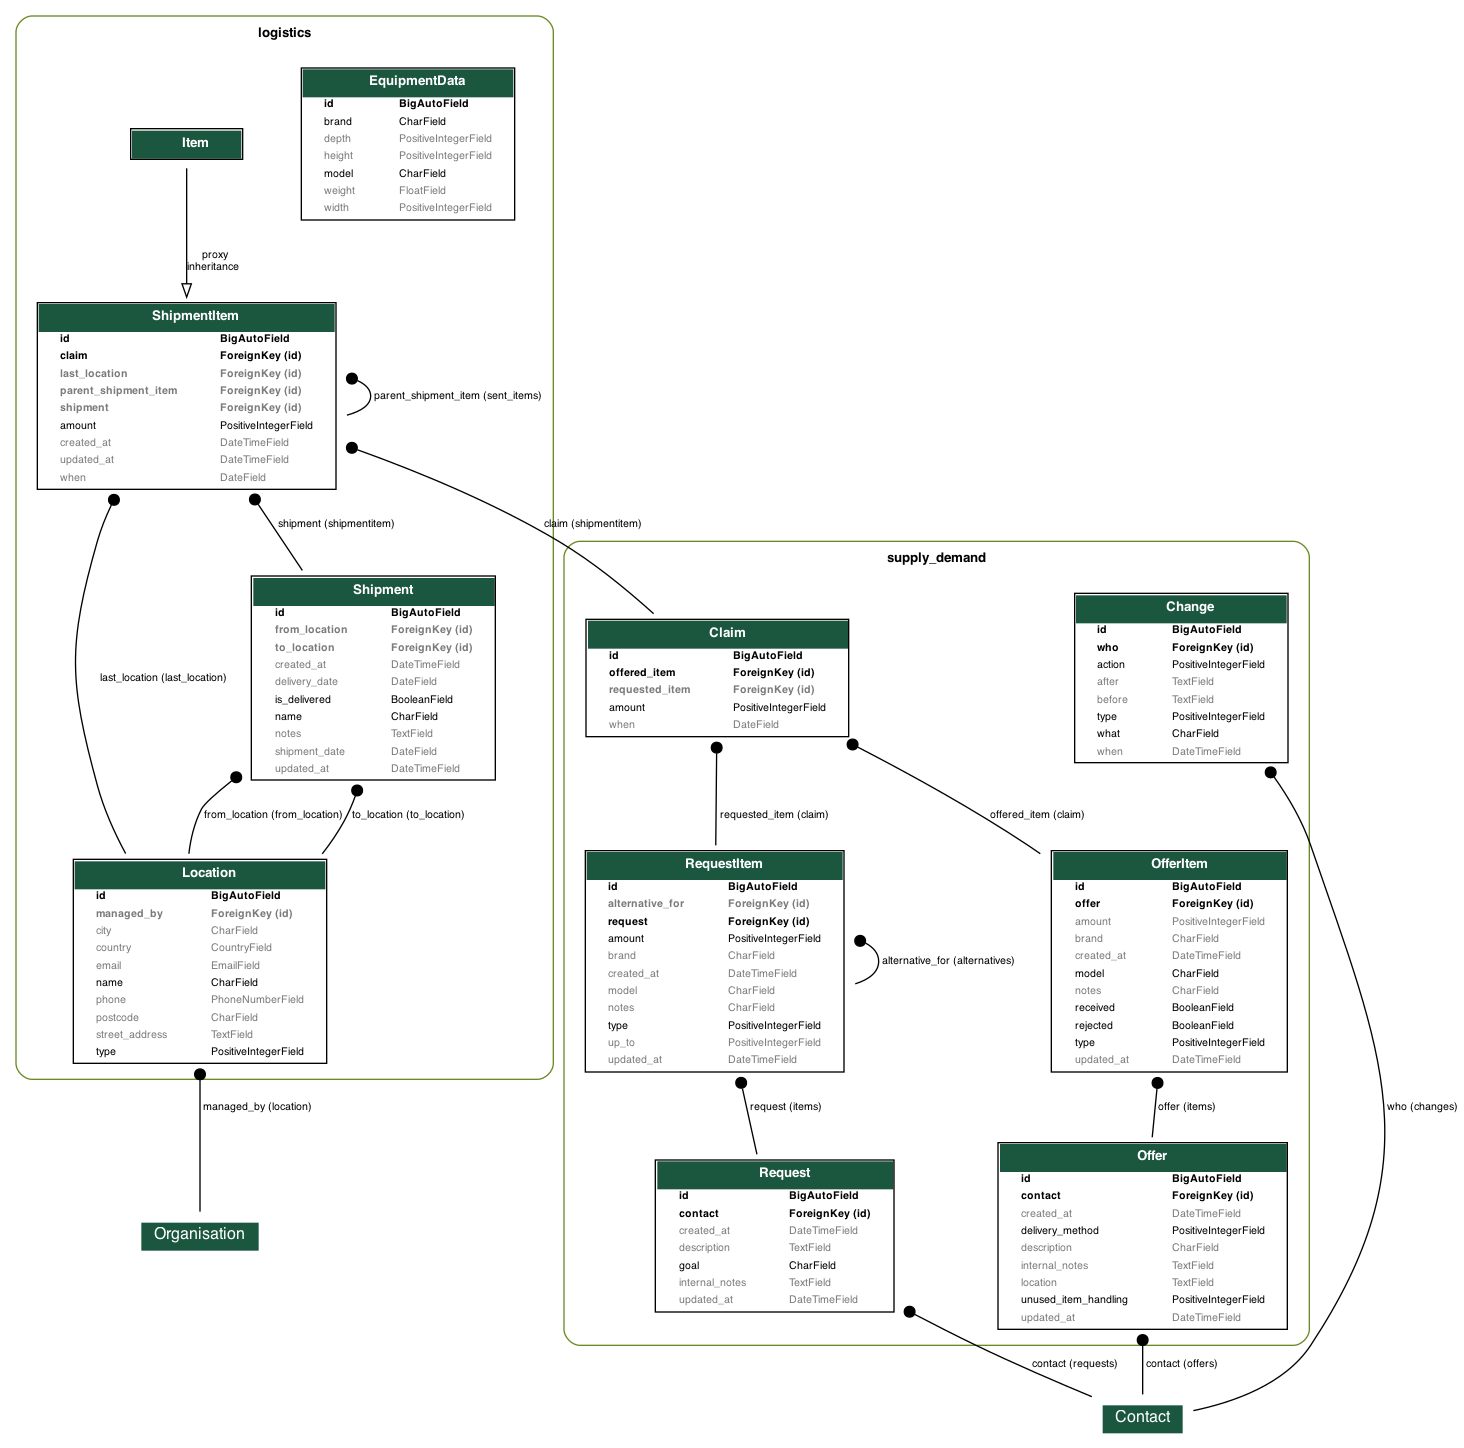 logistics
EquipmentData
id BigAutoField
brand CharField
depth PositiveIntegerField
height PositiveIntegerField
model CharField
weight FloatField
width PositiveIntegerField
Item
proxy
inheritance
ShipmentItem
id BigAutoField
claim ForeignKey (id)
last_location ForeignKey (id)
parent_shipment_item ForeignKey (id)
shipment ForeignKey (id)
amount PositiveIntegerField
created_at DateTimeField
updated_at DateTimeField
when DateField
parent_shipment_item (sent_items)
shipment (shipmentitem)
claim (shipmentitem)
last_location (last_location)
Shipment
id BigAutoField
from_location ForeignKey (id)
to_location ForeignKey (id)
created_at DateTimeField
delivery_date DateField
is_delivered BooleanField
name CharField
notes TextField
shipment_date DateField
updated_at DateTimeField
from_location (from_location)
to_location (to_location)
Location
id BigAutoField
managed_by ForeignKey (id)
city CharField
country CountryField
email EmailField
name CharField
phone PhoneNumberField
postcode CharField
street_address TextField
type PositiveIntegerField
managed_by (location)
Organisation
supply_demand
Claim
id BigAutoField
offered_item ForeignKey (id)
requested_item ForeignKey (id)
amount PositiveIntegerField
when DateField
Change
id BigAutoField
who ForeignKey (id)
action PositiveIntegerField
after TextField
before TextField
type PositiveIntegerField
what CharField
when DateTimeField
requested_item (claim)
offered_item (claim)
RequestItem
id BigAutoField
alternative_for ForeignKey (id)
request ForeignKey (id)
amount PositiveIntegerField
brand CharField
created_at DateTimeField
model CharField
notes CharField
type PositiveIntegerField
up_to PositiveIntegerField
updated_at DateTimeField
alternative_for (alternatives)
OfferItem
id BigAutoField
offer ForeignKey (id)
amount PositiveIntegerField
brand CharField
created_at DateTimeField
model CharField
notes CharField
received BooleanField
rejected BooleanField
type PositiveIntegerField
updated_at DateTimeField
request (items)
offer (items)
who (changes)
Request
id BigAutoField
contact ForeignKey (id)
created_at DateTimeField
description TextField
goal CharField
internal_notes TextField
updated_at DateTimeField
Offer
id BigAutoField
contact ForeignKey (id)
created_at DateTimeField
delivery_method PositiveIntegerField
description CharField
internal_notes TextField
location TextField
unused_item_handling PositiveIntegerField
updated_at DateTimeField
contact (requests)
contact (offers)
Contact